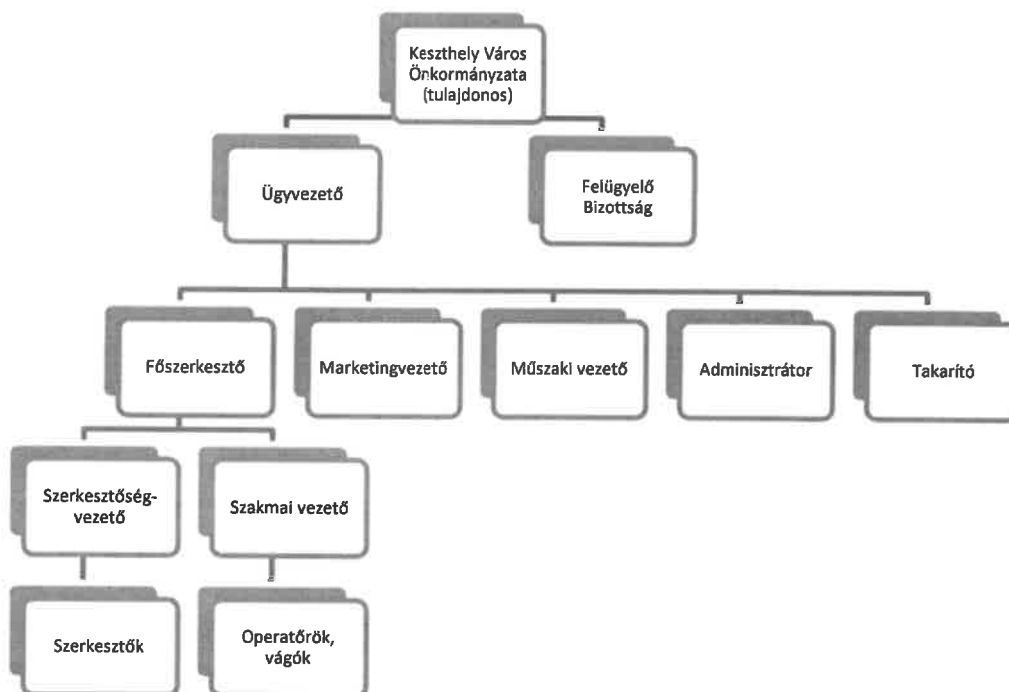 Keszthely Város
Önkormányzata
(tulajdonos)
Ügyvezető
Felügyelő
Bizottság
Főszerkesztő
Marketingvezető
Műszaki vezető
Adminisztrátor
Takarító
Szerkesztőség-
vezető
Szakmai vezető
Szerkesztők
Operatőrök,
vágók